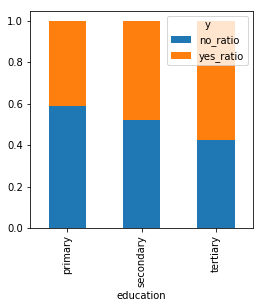 y
no_ratio
yes_ratio
1.0
0.8
0.6
0.4
0.2
0.0
primary
secondary
tertiary
education